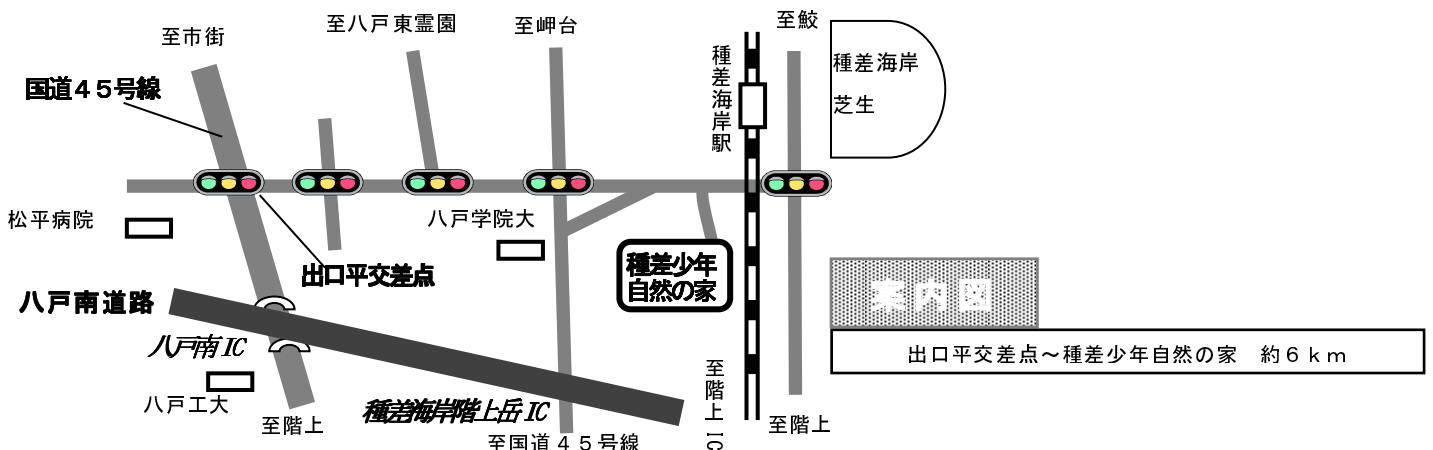 至鮫
至八戸東霊園
至岬台
至市街
種差海岸駅
種差海岸
芝生
国道４５号線
松平病院
八戸学院大
種差少年
自然の家
出口平交差点
八戸南道路
案内図
八戸南IC
出口平交差点～種差少年自然の家　約６ｋｍ
八戸工大
種差海岸階上岳IC
至階上
至階上IC
至階上
至国道４５号線